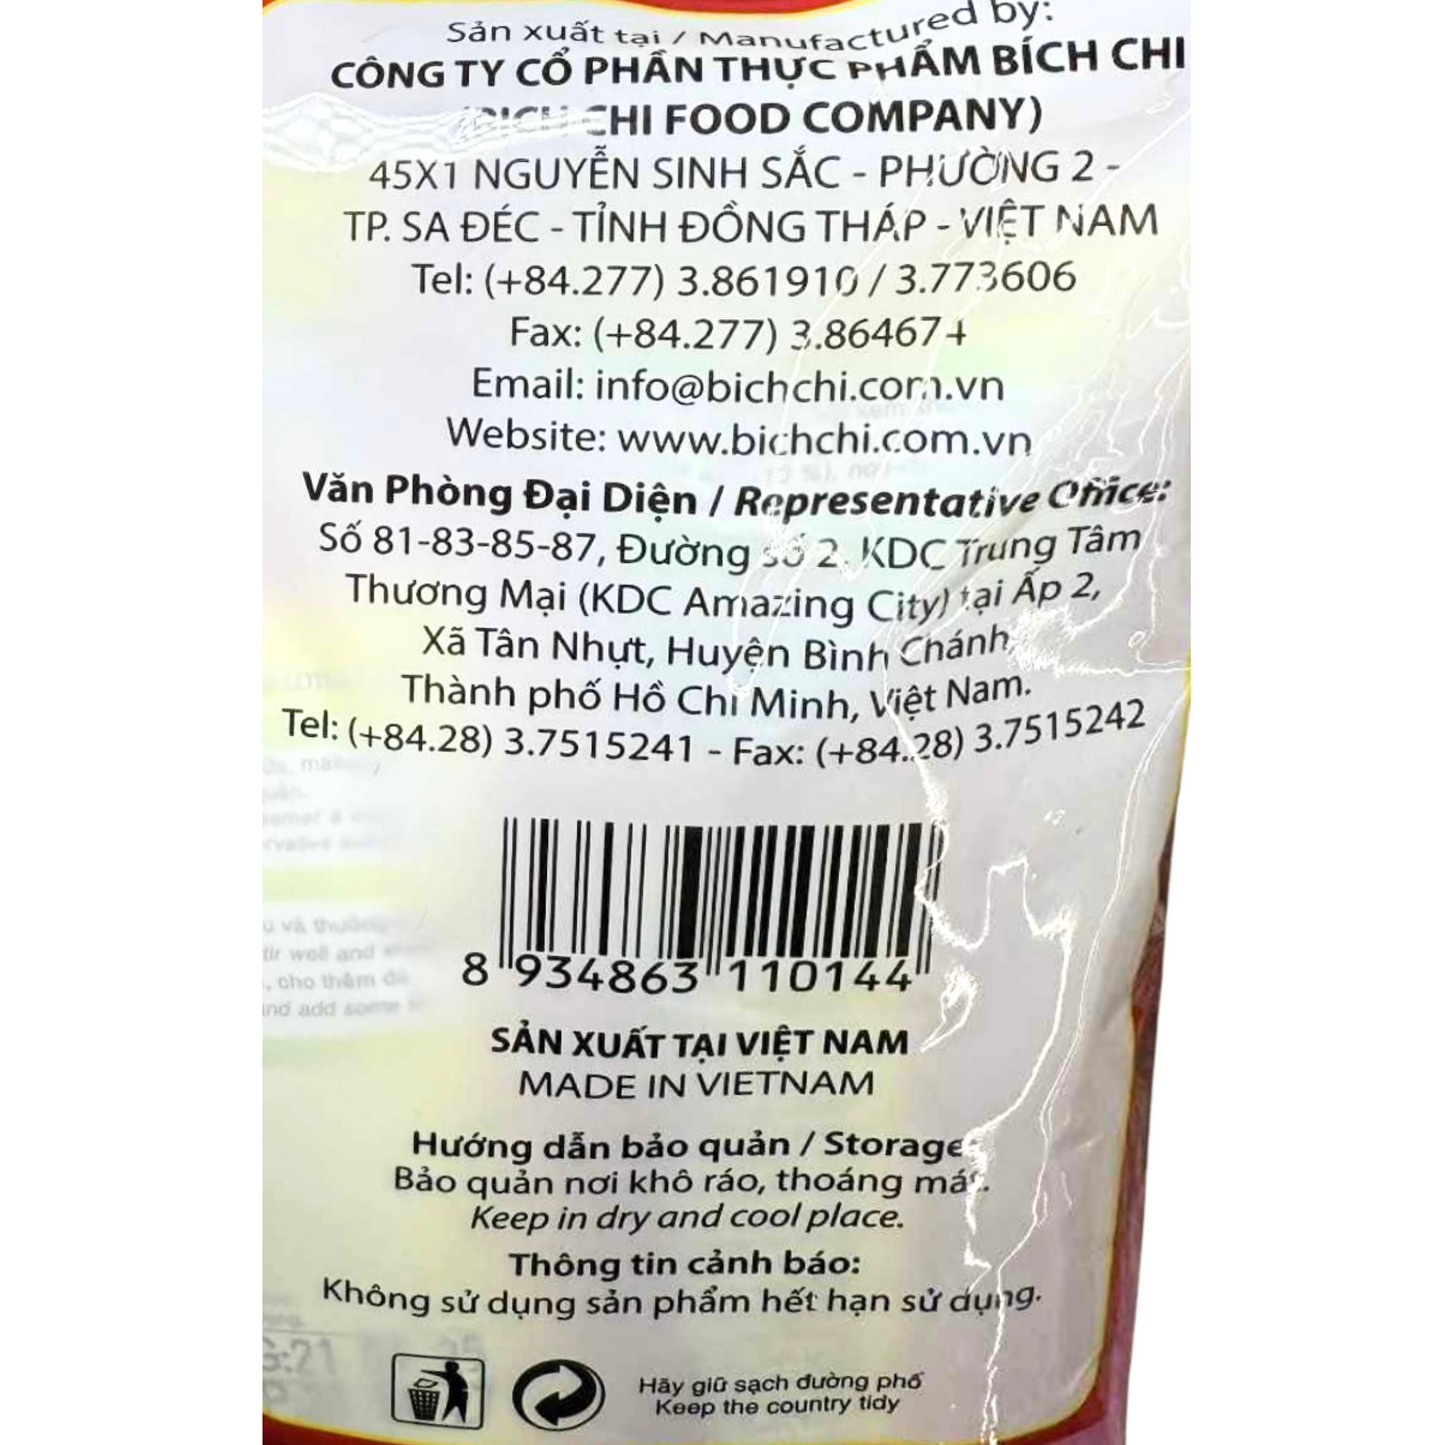 Sản xuất tại / Manufactured by:
CÔNG TY CỔ PHẦN THỰC PHẨM BÍCH CHI
(BICH CHI FOOD COMPANY)
45X1 NGUYỄN SINH SẮC - PHƯỜNG 2 -
TP. SA ĐÉC - TỈNH ĐỒNG THÁP - VIỆT NAM
Tel: (+84.277) 3.861910 / 3.773606
Fax: (+84.277) 3.864674
Email: info@bichchi.com.vn
Website: www.bichchi.com.vn
Văn Phòng Đại Diện / Representative Office:
Số 81-83-85-87, Đường số 2, KDC Trung Tâm
Thương Mại (KDC Amazing City) tại Ấp 2,
Xã Tân Nhựt, Huyện Bình Chánh,
Thành phố Hồ Chí Minh, Việt Nam.
Tel: (+84.28) 3.7515241 - Fax: (+84.28) 3.7515242
8 934863 110144
SẢN XUẤT TẠI VIỆT NAM
MADE IN VIETNAM
Hướng dẫn bảo quản / Storage
Bảo quản nơi khô ráo, thoáng mát.
Keep in dry and cool place.
Thông tin cảnh báo:
Không sử dụng sản phẩm hết hạn sử dụng.
Hãy giữ sạch đường phố
Keep the country tidy